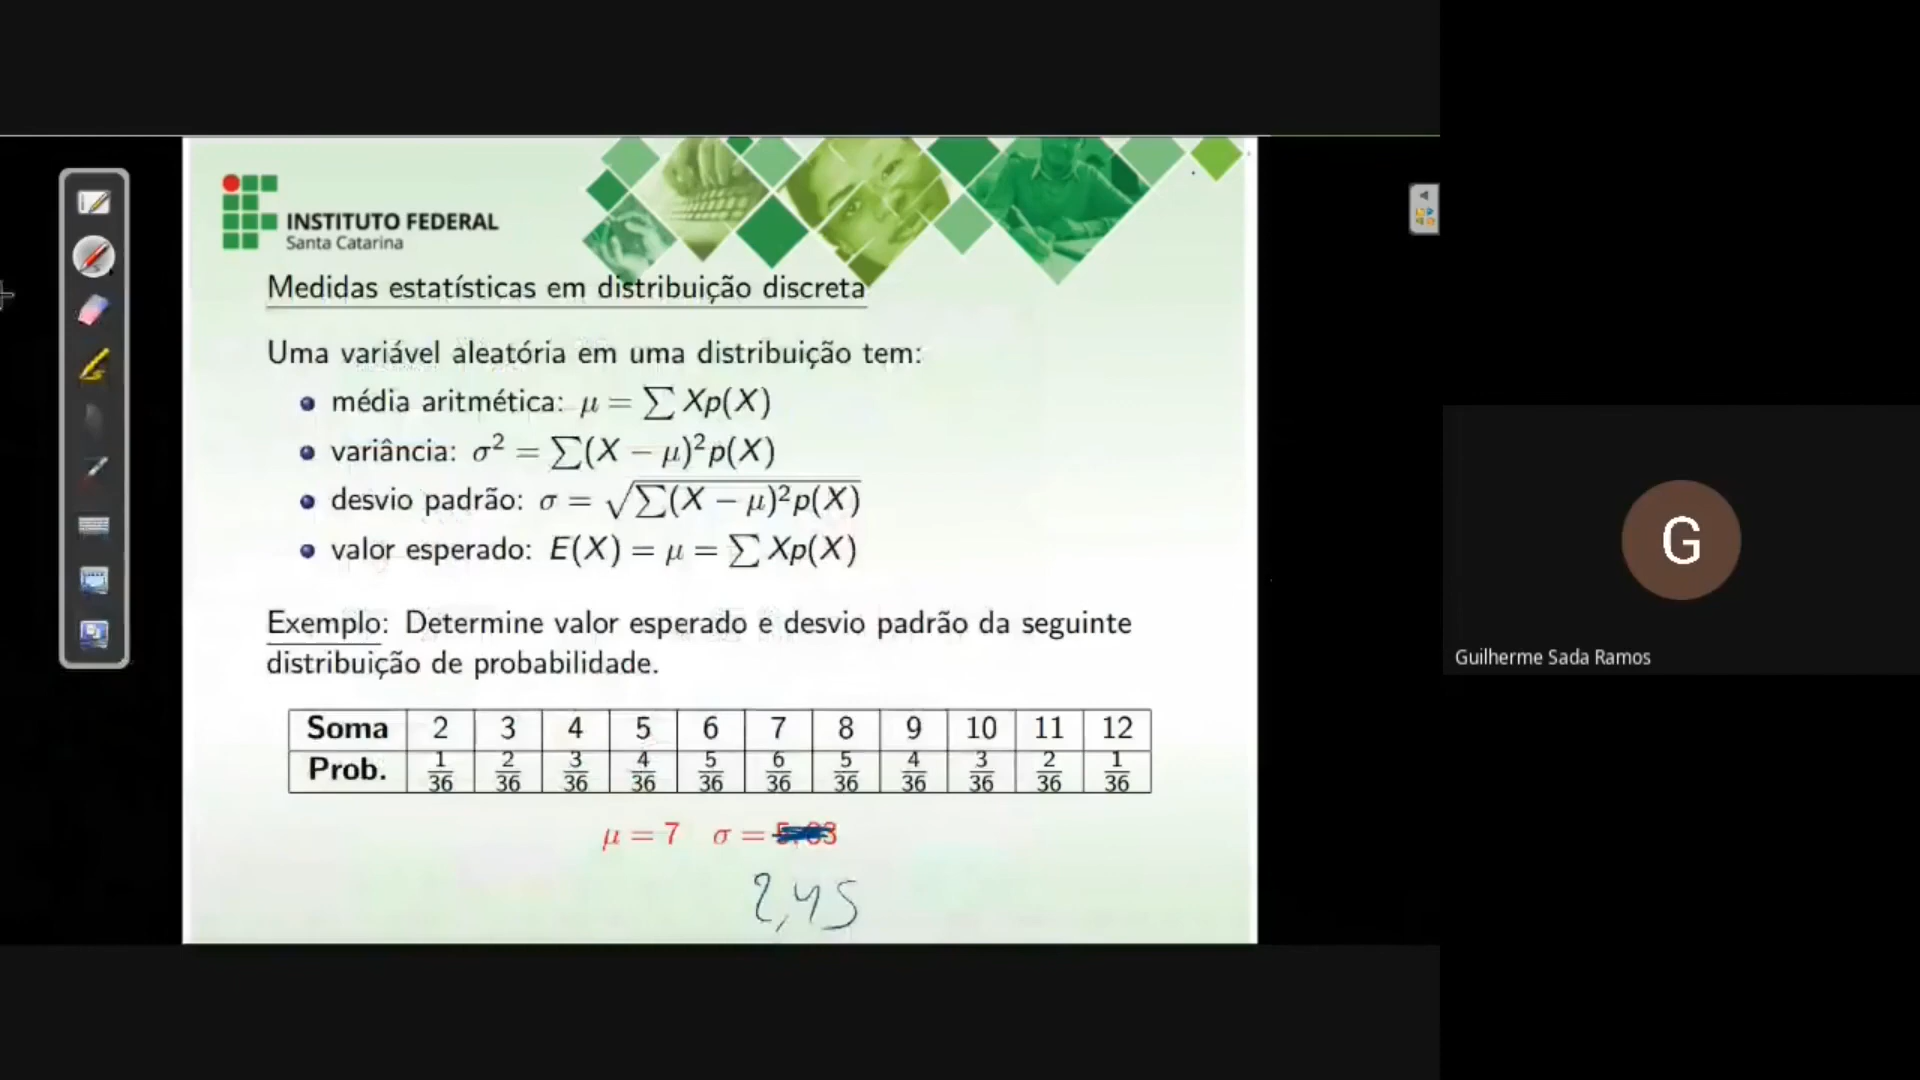 INSTITUTO FEDERAL
Santa Catarina
Medidas estatísticas em distribuição discreta
Uma variável aleatória em uma distribuição tem:
média aritmética: μ = ∑ Xp(X)
variância: σ² = ∑(X − μ)²p(X)
desvio padrão: σ = √∑(X − μ)²p(X)
valor esperado: E(X) = μ = ∑ Xp(X)
Exemplo: Determine valor esperado e desvio padrão da seguinte
distribuição de probabilidade.
Soma 2 3 4 5 6 7 8 9 10 11 12
Prob. 1/36 2/36 3/36 4/36 5/36 6/36 5/36 4/36 3/36 2/36 1/36
μ = 7 σ =
2,45
G
Guilherme Sada Ramos